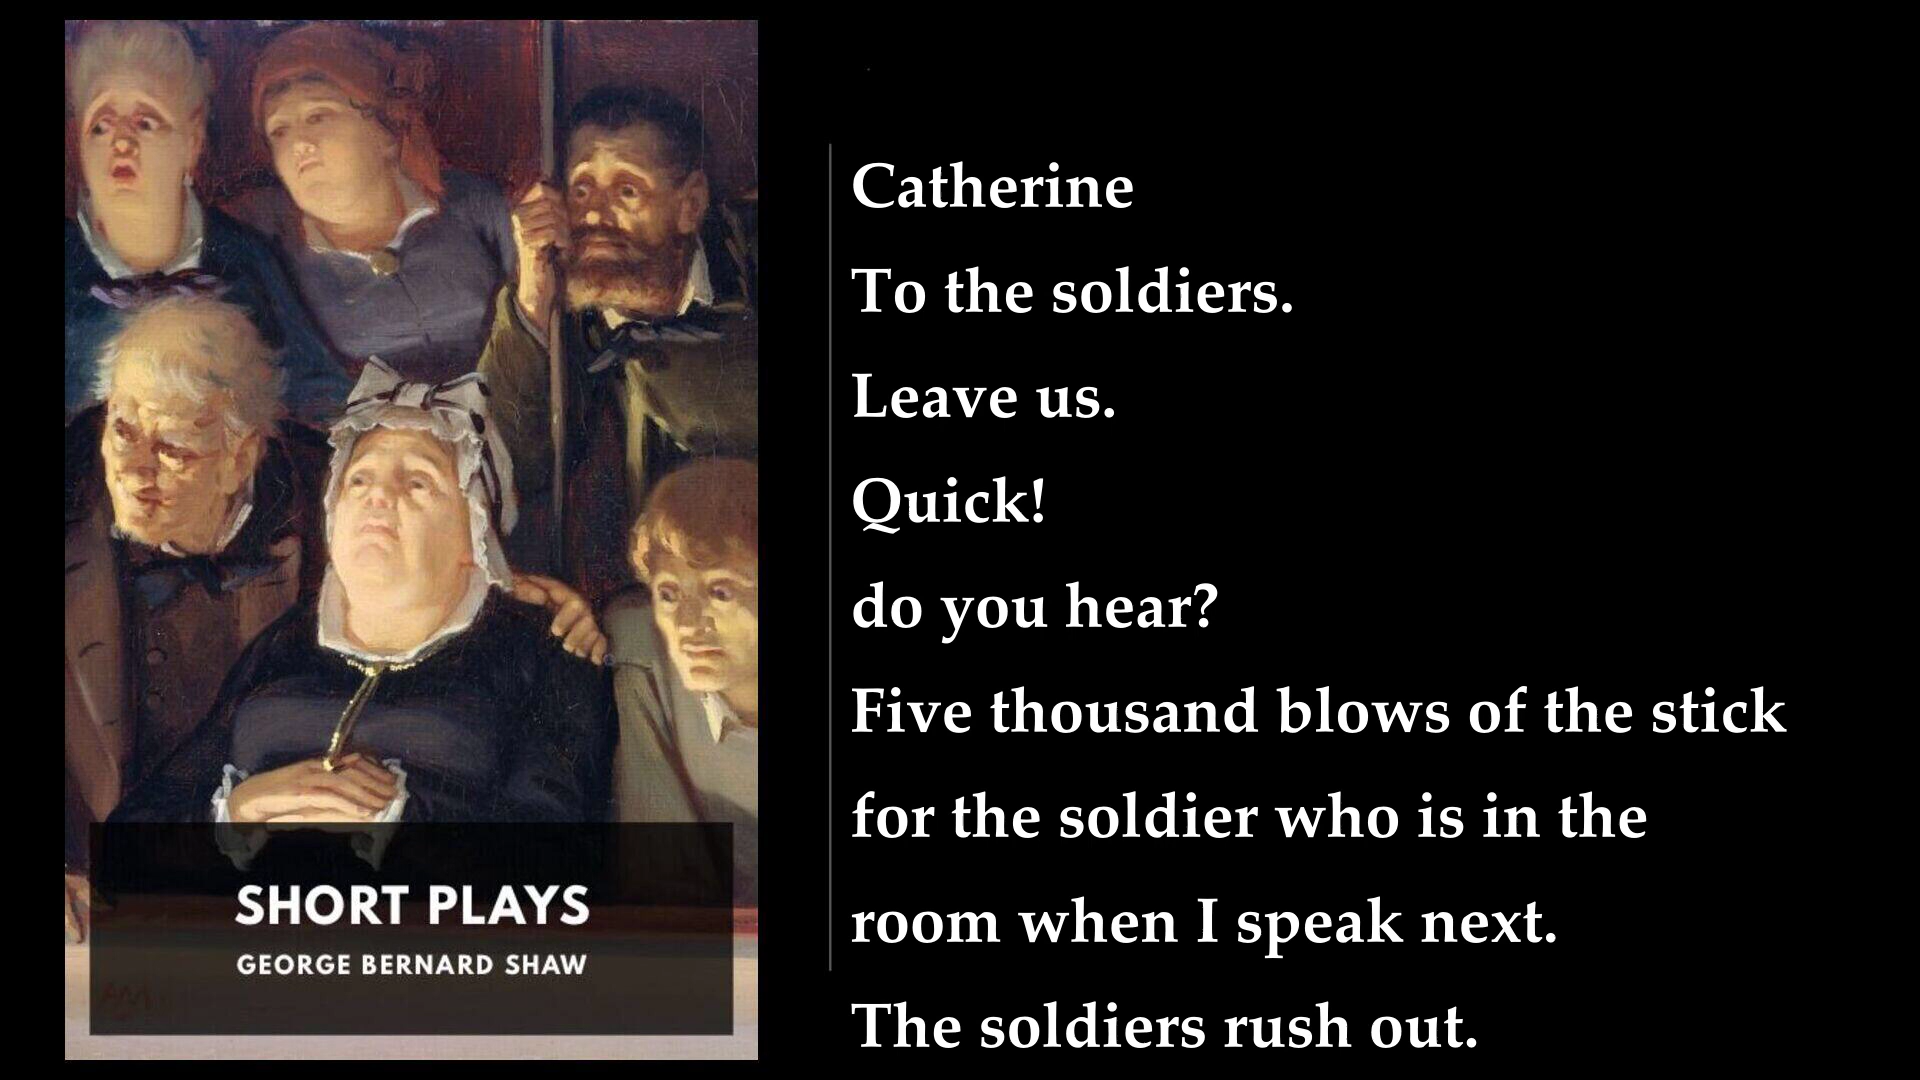 SHORT PLAYS
GEORGE BERNARD SHAW
Catherine
To the soldiers.
Leave us.
Quick!
do you hear?
Five thousand blows of the stick
for the soldier who is in the
room when I speak next.
The soldiers rush out.